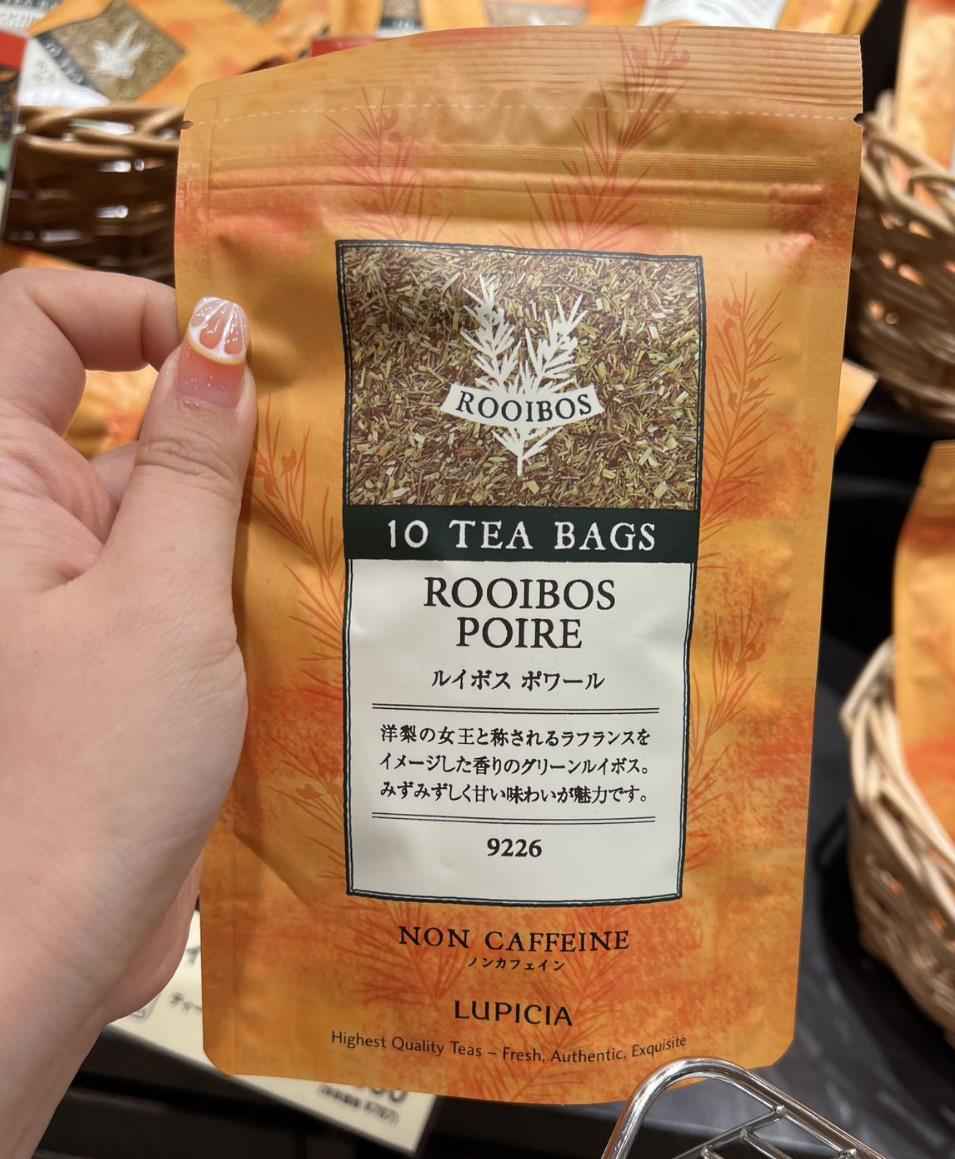 ROOIBOS
10 TEA BAGS
ROOIBOS
POIRE
ルイボス ポワール
洋梨の女王と称されるラフランスを
イメージした香りのグリーンルイボス。
みずみずしく甘い味わいが魅力です。
9226
NON CAFFEINE
ノンカフェイン
LUPICIA
Highest Quality Teas – Fresh, Authentic, Exquisite
ティー